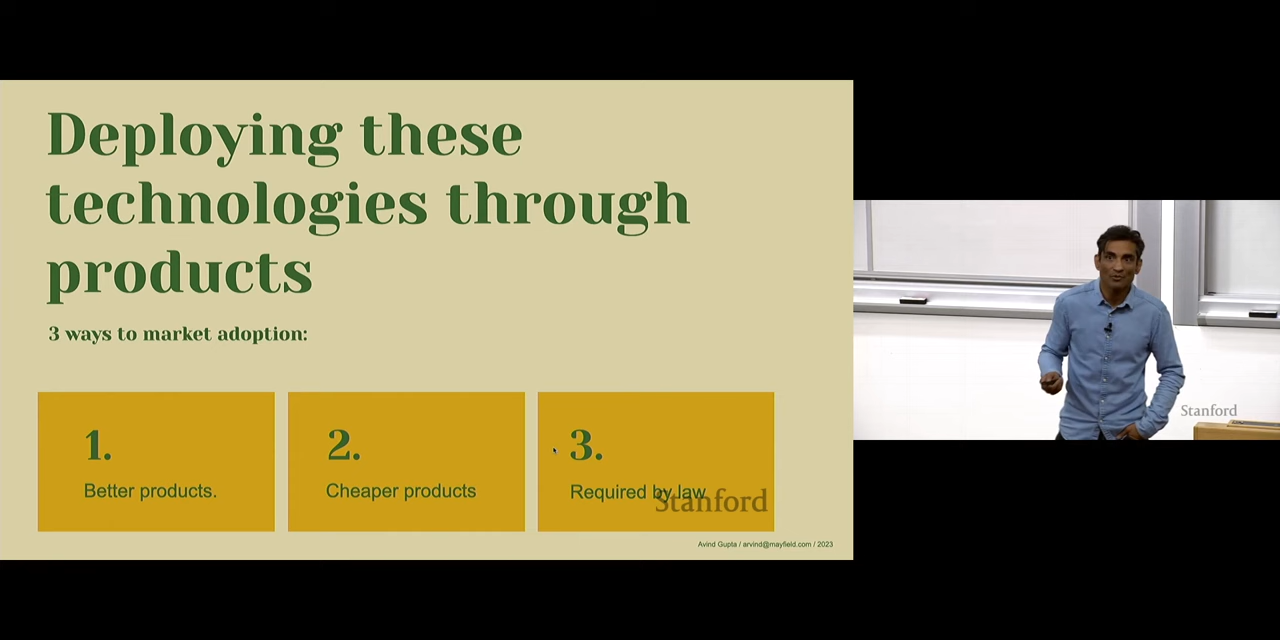 Deploying these
technologies through
products
3 ways to market adoption:
1.
Better products.
2.
Cheaper products
3.
Required by law
Stanford
Avind Gupta / arvind@mayfield.com / 2023
Stanford